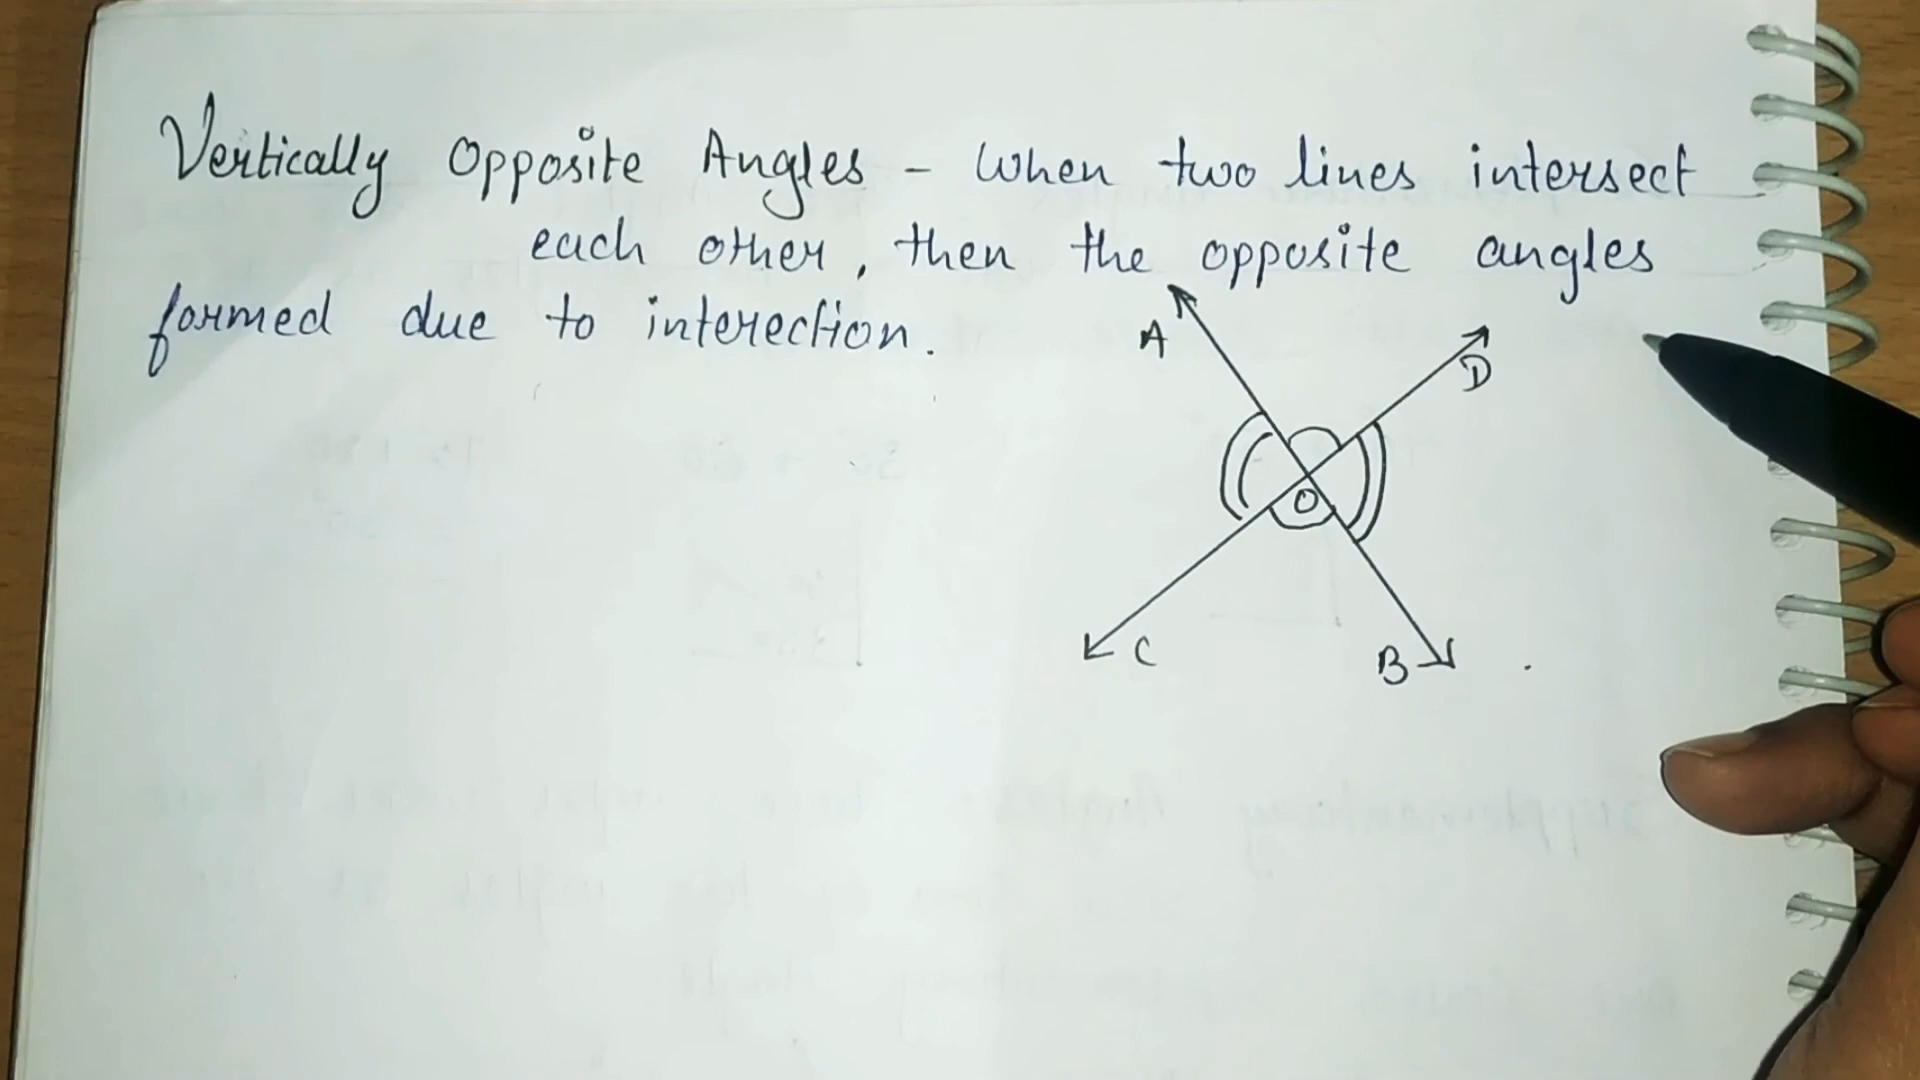 Vertically Opposite Angles - When two lines intersect
each other, then the opposite angles
formed due to interection.
A
D
O
C
B